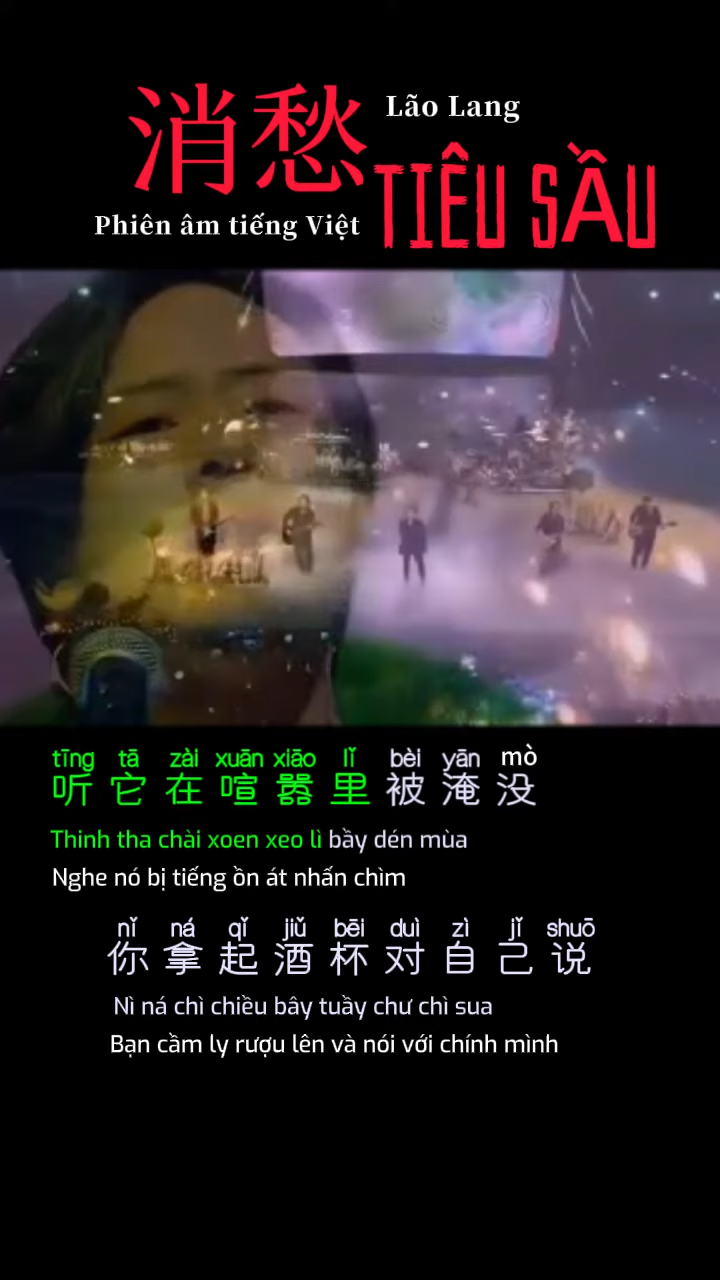 消愁
Lão Lang
TIÊU SẦU
Phiên âm tiếng Việt
tīng tā zài xuān xiāo lǐ bèi yān mò
听它在喧嚣里被淹没
Thinh tha chài xoen xeo lì bầy dén mùa
Nghe nó bị tiếng ồn át nhấn chìm
nǐ ná qǐ jiǔ bēi duì zì jǐ shuō
你拿起酒杯对自己说
Nì ná chì chiều bây tuầy chư chì sua
Bạn cầm ly rượu lên và nói với chính mình